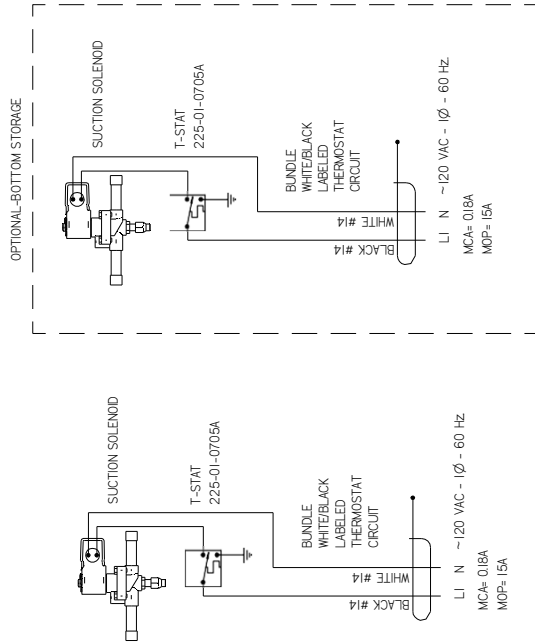 OPTIONAL-BOTTOM STORAGE
SUCTION SOLENOID
T-STAT
225-01-0705A
BUNDLE
WHITE/BLACK
LABELED
THERMOSTAT
CIRCUIT
WHITE #14
BLACK #14
L1 N ~120 VAC - 1Ø - 60 Hz
MCA= 0.18A
MOP= 15A
SUCTION SOLENOID
T-STAT
225-01-0705A
BUNDLE
WHITE/BLACK
LABELED
THERMOSTAT
CIRCUIT
WHITE #14
BLACK #14
L1 N ~120 VAC - 1Ø - 60 Hz
MCA= 0.18A
MOP= 15A